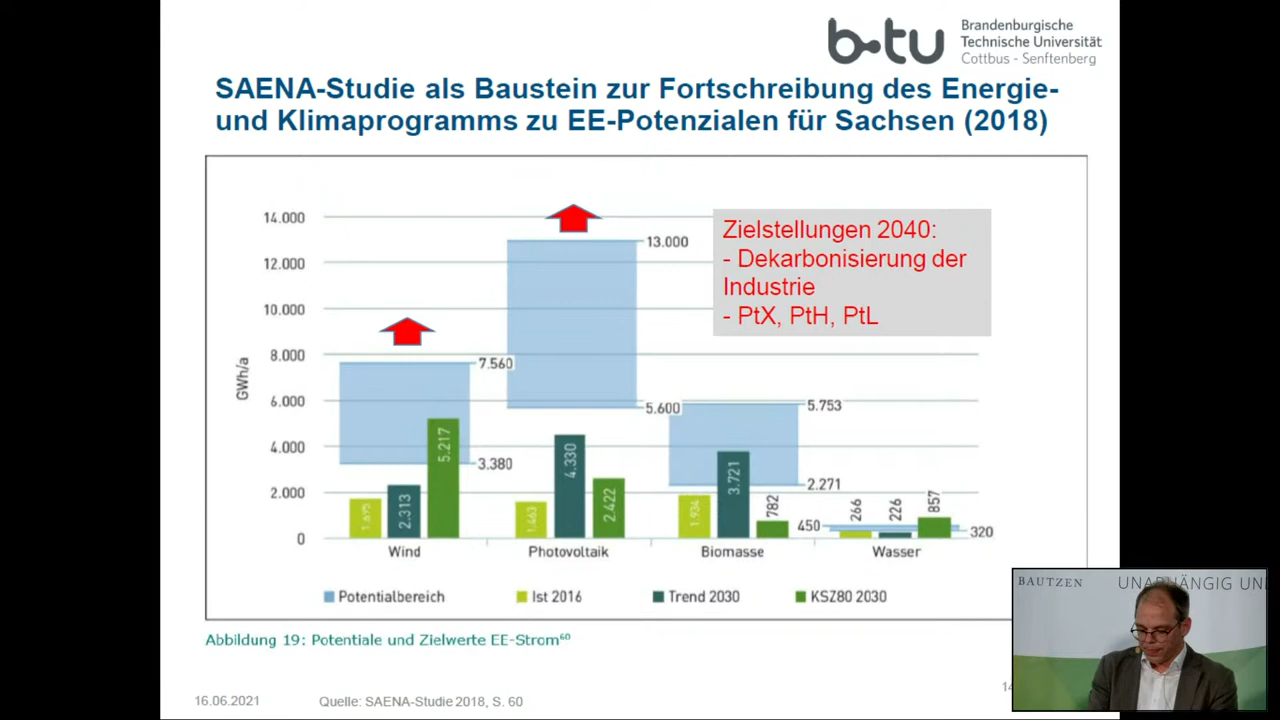 b-tu
Brandenburgische
Technische Universität
Cottbus - Senftenberg
SAENA-Studie als Baustein zur Fortschreibung des Energie-
und Klimaprogramms zu EE-Potenzialen für Sachsen (2018)
GWh/a
14.000
12.000
10.000
8.000
6.000
4.000
2.000
0
7.560
3.380
1.695
2.313
5.217
13.000
5.600
1.463
4.330
2.422
5.753
2.271
1.934
3.721
782
450
320
266
226
857
Zielstellungen 2040:
- Dekarbonisierung der
Industrie
- PtX, PtH, PtL
Wind
Photovoltaik
Biomasse
Wasser
Potentialbereich
Ist 2016
Trend 2030
KSZ80 2030
Abbildung 19: Potentiale und Zielwerte EE-Strom60
16.06.2021
Quelle: SAENA-Studie 2018, S. 60
BAUTZEN
UNABHÄNGIG